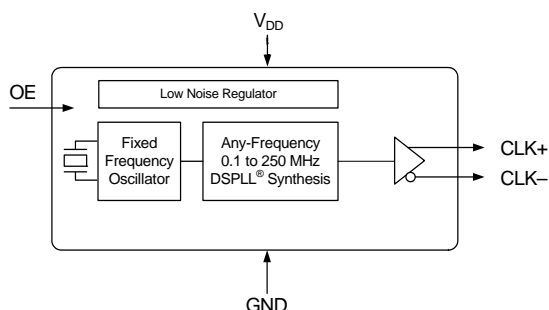 V_DD
OE
Low Noise Regulator
Fixed
Frequency
Oscillator
Any-Frequency
0.1 to 250 MHz
DSPLL® Synthesis
CLK+
CLK–
GND